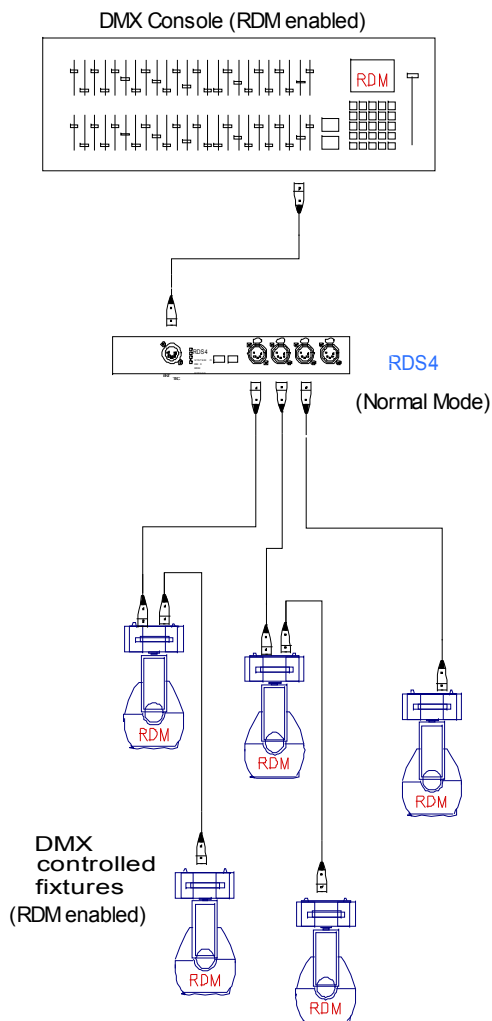 DMX Console (RDM enabled)
RDM
RDS4
RDS4
(Normal Mode)
RDM
RDM
RDM
DMX
controlled
fixtures
(RDM enabled)
RDM
RDM